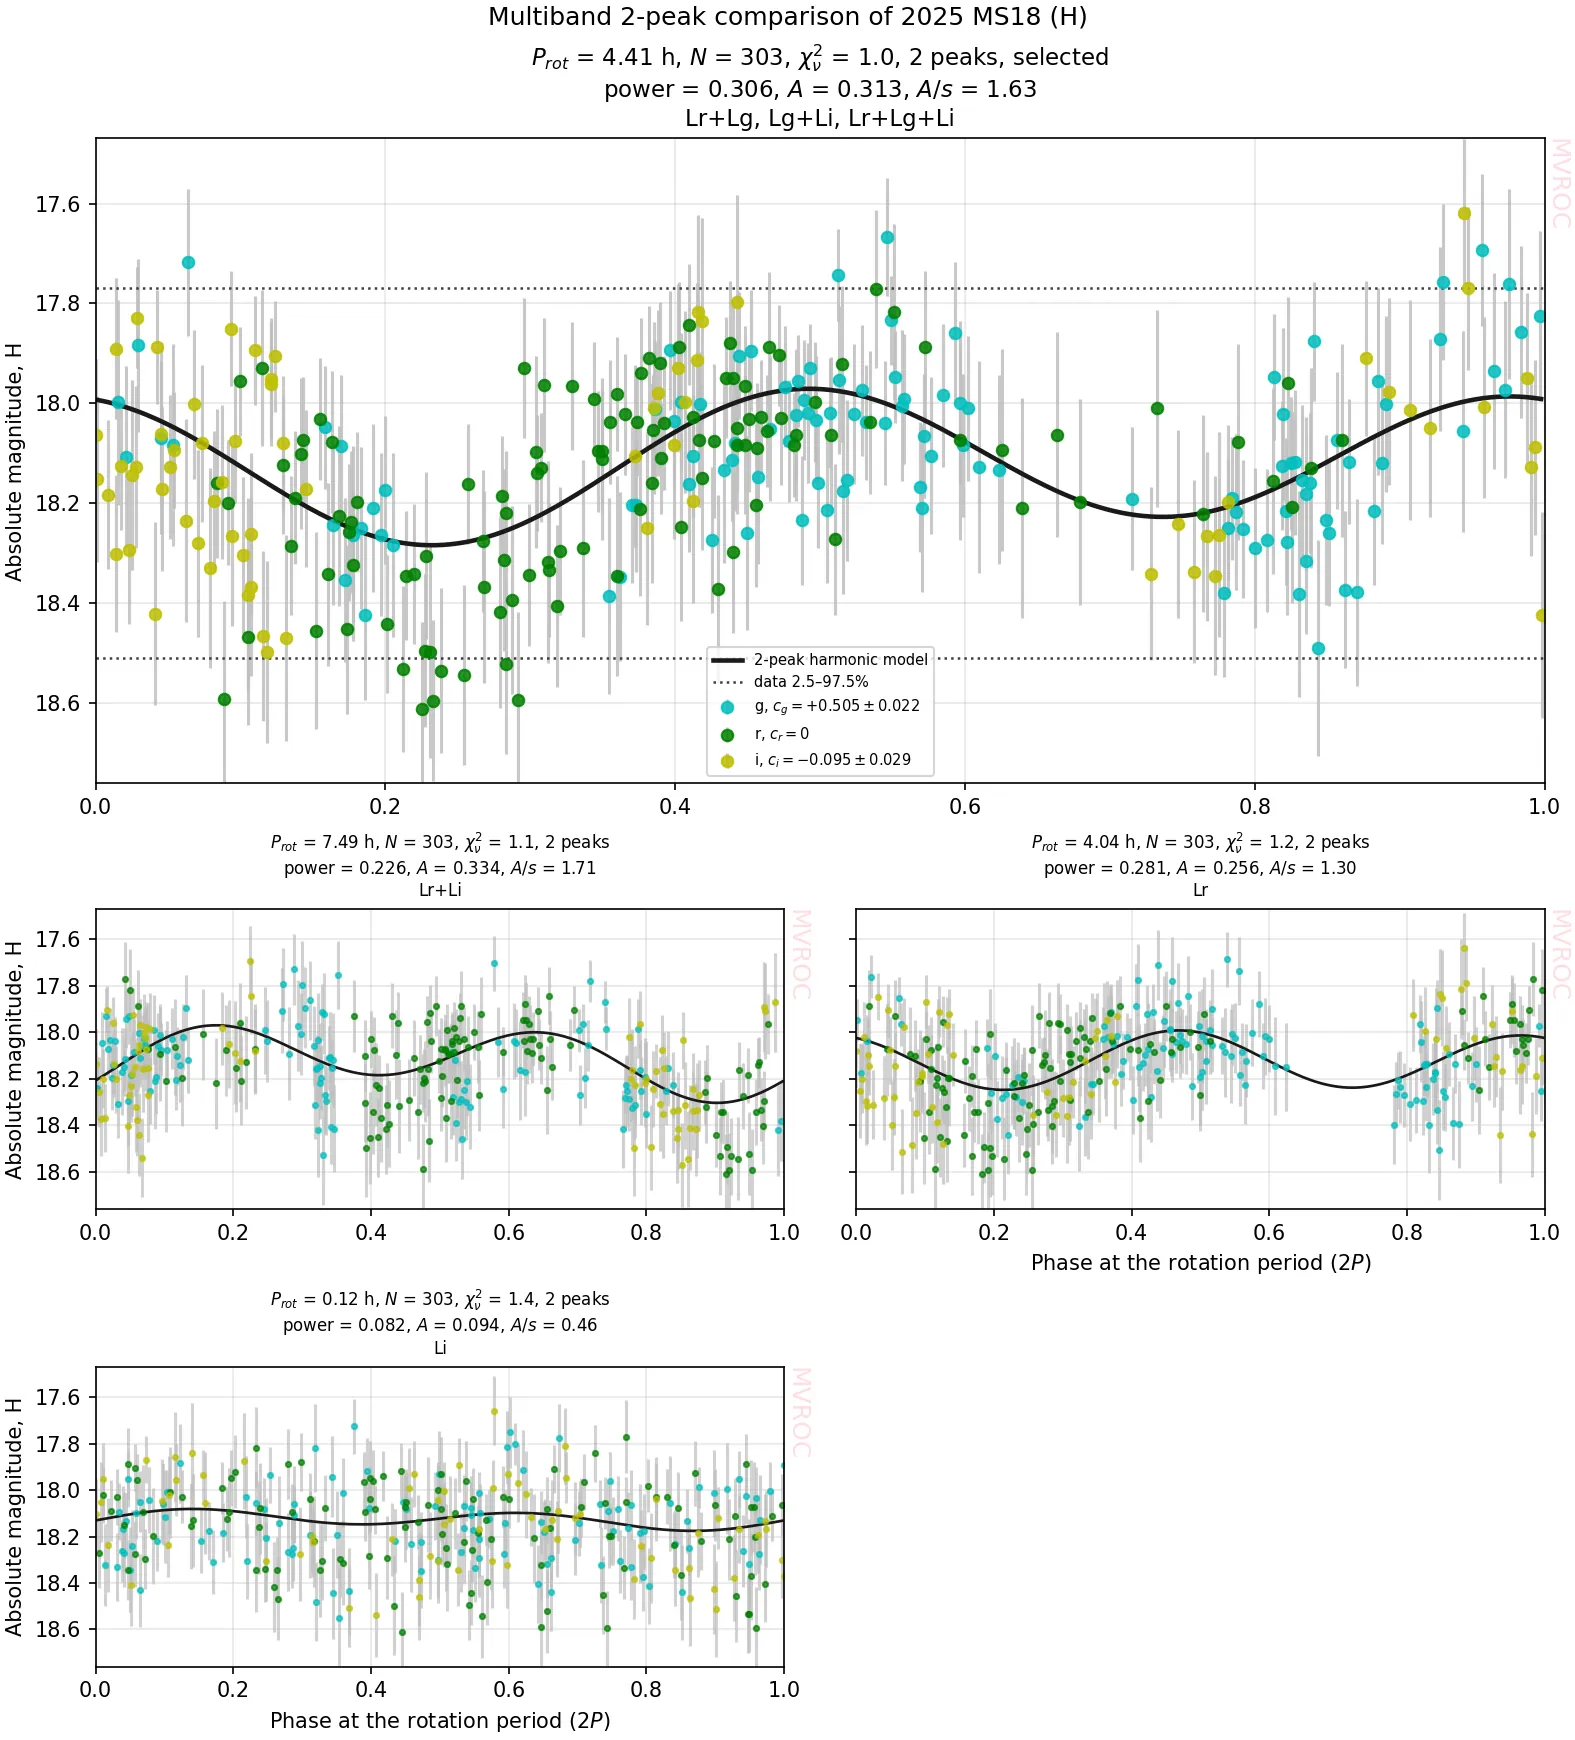 Multiband 2-peak comparison of 2025 MS18 (H)
P_rot = 4.41 h, N = 303, χ²_ν = 1.0, 2 peaks, selected
power = 0.306, A = 0.313, A/s = 1.63
Lr+Lg, Lg+Li, Lr+Lg+Li
MVROC
Absolute magnitude, H
17.6
17.8
18.0
18.2
18.4
18.6
2-peak harmonic model
data 2.5–97.5%
g, c_g = +0.505 ± 0.022
r, c_r = 0
i, c_i = −0.095 ± 0.029
0.0 0.2 0.4 0.6 0.8 1.0
P_rot = 7.49 h, N = 303, χ²_ν = 1.1, 2 peaks
power = 0.226, A = 0.334, A/s = 1.71
Lr+Li
MVROC
Absolute magnitude, H
17.6
17.8
18.0
18.2
18.4
18.6
0.0 0.2 0.4 0.6 0.8 1.0
P_rot = 4.04 h, N = 303, χ²_ν = 1.2, 2 peaks
power = 0.281, A = 0.256, A/s = 1.30
Lr
MVROC
0.0 0.2 0.4 0.6 0.8 1.0
Phase at the rotation period (2P)
P_rot = 0.12 h, N = 303, χ²_ν = 1.4, 2 peaks
power = 0.082, A = 0.094, A/s = 0.46
Li
MVROC
Absolute magnitude, H
17.6
17.8
18.0
18.2
18.4
18.6
0.0 0.2 0.4 0.6 0.8 1.0
Phase at the rotation period (2P)